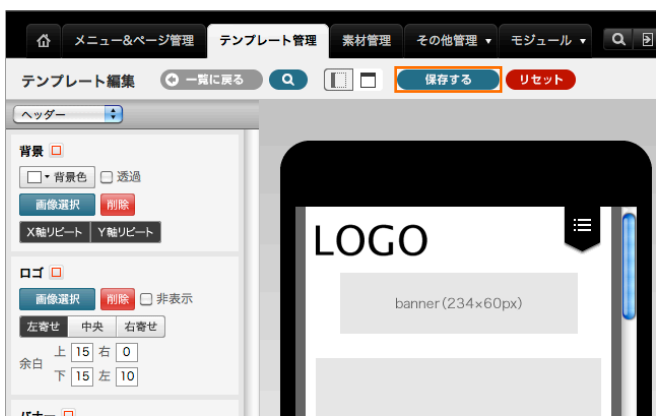 メニュー&ページ管理 テンプレート管理 素材管理 その他管理 ▼ モジュール ▼
テンプレート編集 一覧に戻る 保存する リセット
ヘッダー
背景
背景色 透過
画像選択 削除
X軸リピート Y軸リピート
ロゴ
画像選択 削除 非表示
左寄せ 中央 右寄せ
余白 上 15 右 0
下 15 左 10
バナー
LOGO
banner(234×60px)